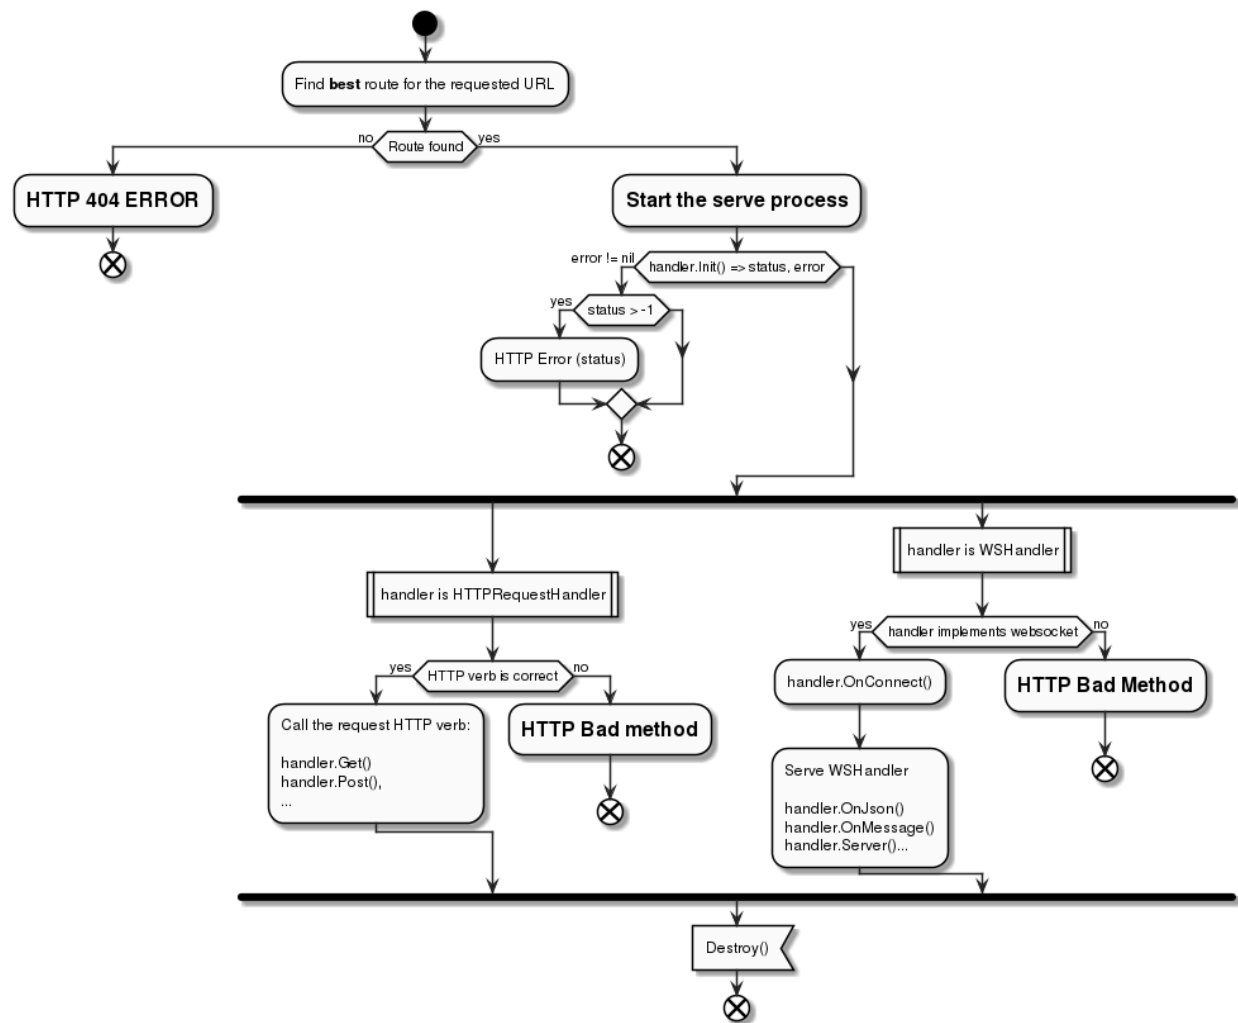 Find best route for the requested URL
no
Route found
yes
HTTP 404 ERROR
Start the serve process
error != nil
handler.Init() => status, error
yes
status > -1
HTTP Error (status)
handler is WSHandler
handler is HTTPRequestHandler
yes
handler implements websocket
no
yes
HTTP verb is correct
no
handler.OnConnect()
HTTP Bad Method
Call the request HTTP verb:
handler.Get()
handler.Post(),
...
HTTP Bad method
Serve WSHandler
handler.OnJson()
handler.OnMessage()
handler.Server()...
Destroy()